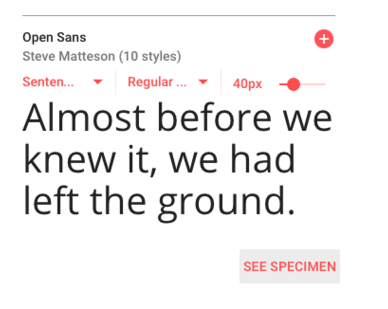 Open Sans
Steve Matteson (10 styles)
Senten... Regular ... 40px
Almost before we
knew it, we had
left the ground.
SEE SPECIMEN